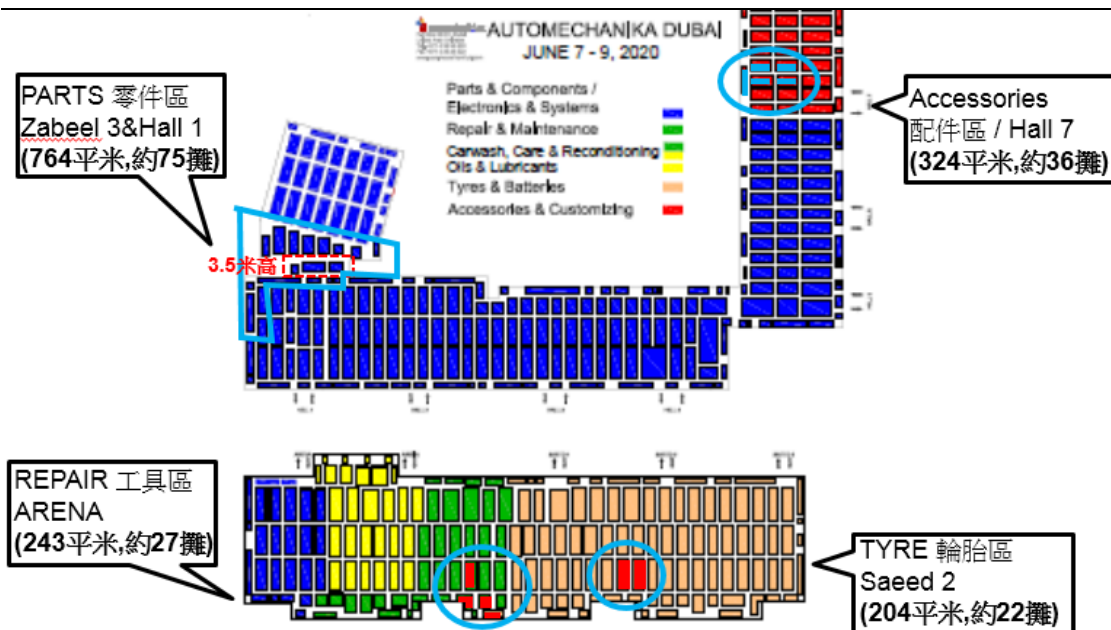 AUTOMECHANIKA DUBAI
JUNE 7 - 9, 2020
Parts & Components /
Electronics & Systems
Repair & Maintenance
Carwash, Care & Reconditioning
Oils & Lubricants
Tyres & Batteries
Accessories & Customizing
PARTS 零件區
Zabeel 3&Hall 1
(764平米,約75攤)
Accessories
配件區 / Hall 7
(324平米,約36攤)
3.5米高
REPAIR 工具區
ARENA
(243平米,約27攤)
TYRE 輪胎區
Saeed 2
(204平米,約22攤)